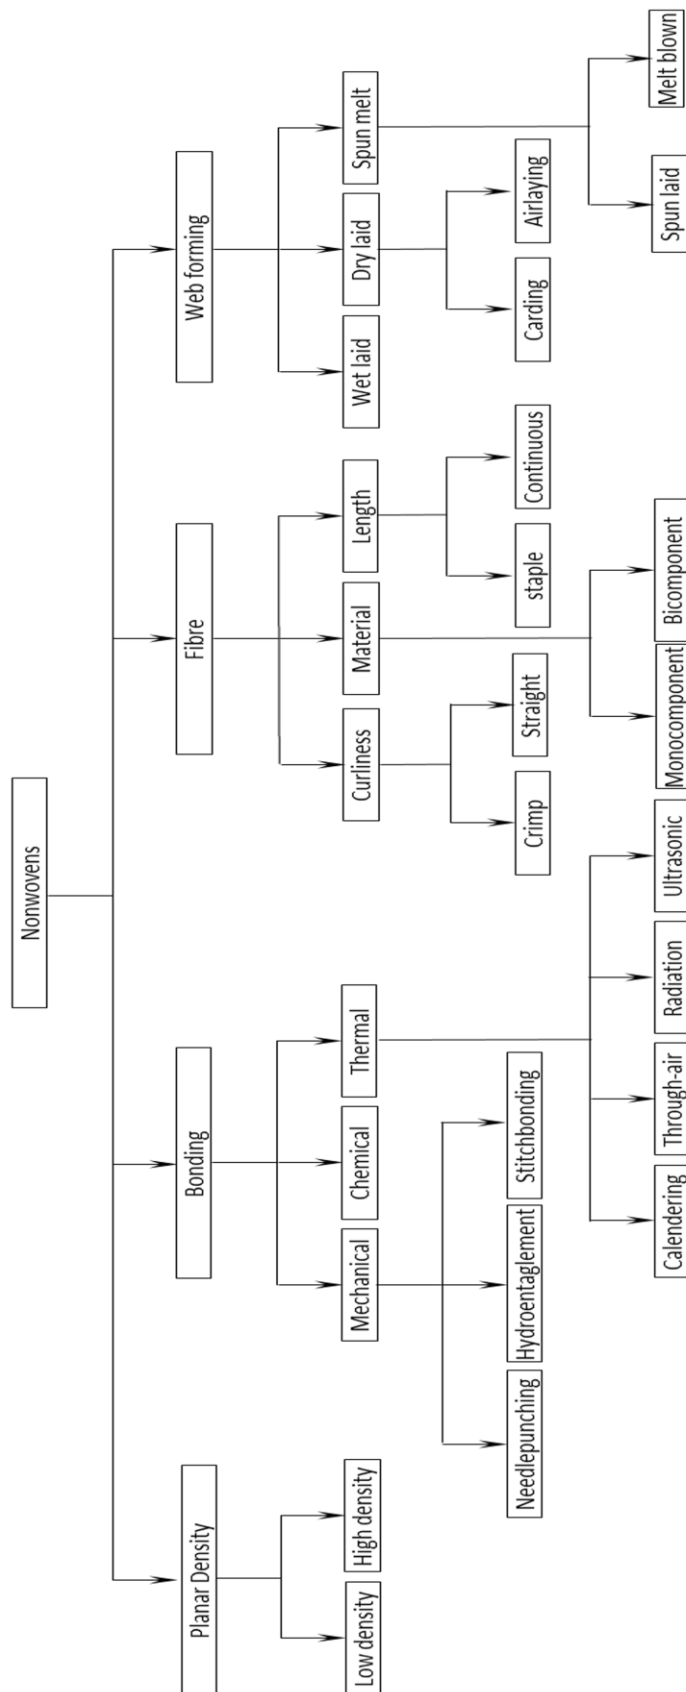 Nonwovens
Planar Density
Bonding
Fibre
Web forming
Low density
High density
Mechanical
Chemical
Thermal
Curliness
Material
Length
Wet laid
Dry laid
Spun melt
Needlepunching
Hydroentaglement
Stitchbonding
Crimp
Straight
staple
Continuous
Carding
Airlaying
Calendering
Through-air
Radiation
Ultrasonic
Monocomponent
Bicomponent
Spun laid
Melt blown